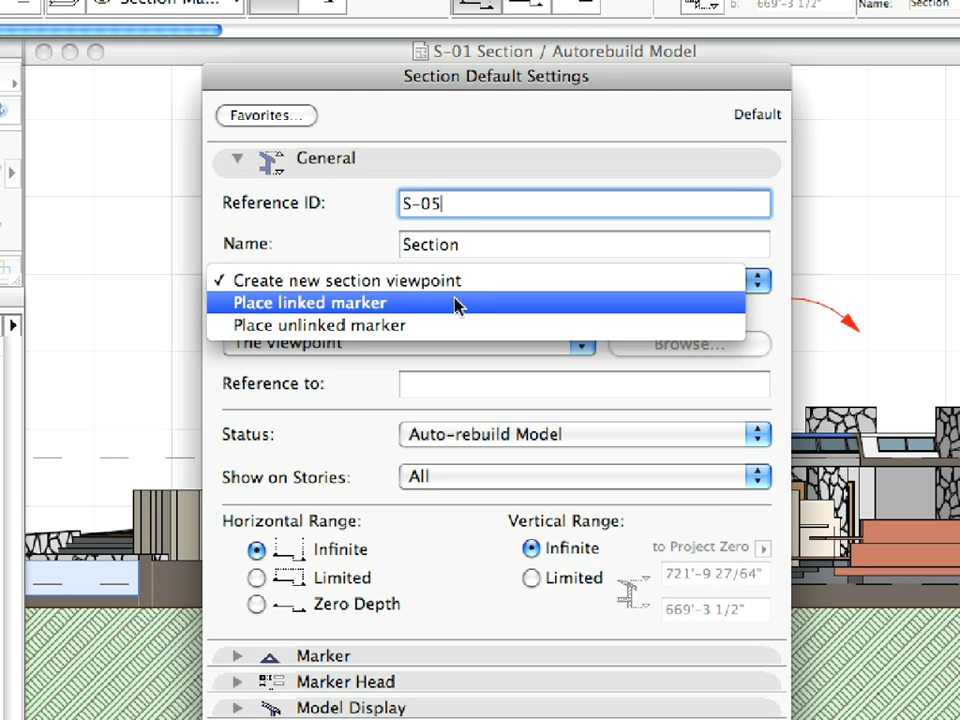 Section Ma...
b: 669'-3 1/2"
Name: Section
S-01 Section / Autorebuild Model
Section Default Settings
Favorites...
Default
General
Reference ID: S-05
Name: Section
✓ Create new section viewpoint
Place linked marker
Place unlinked marker
The Viewpoint
Browse...
Reference to:
Status: Auto-rebuild Model
Show on Stories: All
Horizontal Range: Vertical Range:
Infinite Infinite to Project Zero
Limited Limited 721'-9 27/64"
Zero Depth 669'-3 1/2"
Marker
Marker Head
Model Display